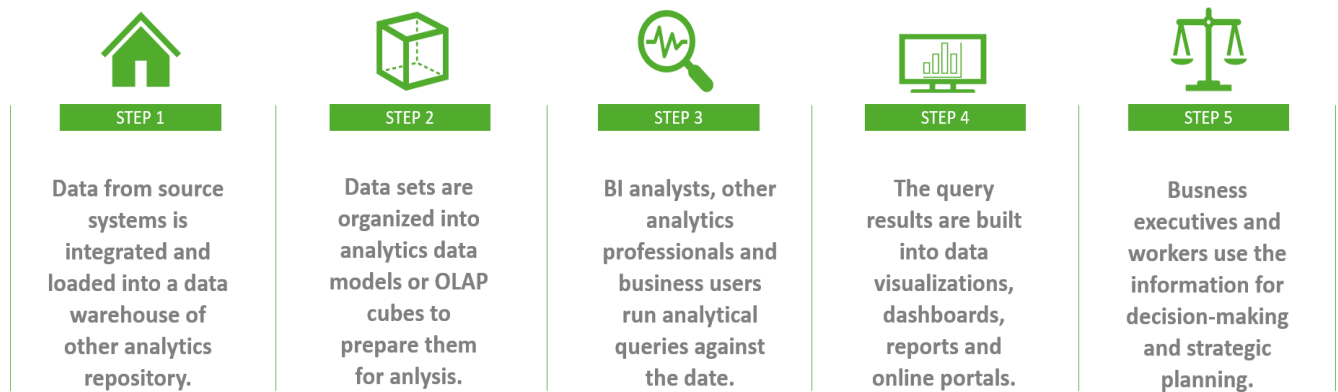 STEP 1
Data from source
systems is
integrated and
loaded into a data
warehouse of
other analytics
repository.
STEP 2
Data sets are
organized into
analytics data
models or OLAP
cubes to
prepare them
for anlysis.
STEP 3
BI analysts, other
analytics
professionals and
business users
run analytical
queries against
the date.
STEP 4
The query
results are built
into data
visualizations,
dashboards,
reports and
online portals.
STEP 5
Busness
executives and
workers use the
information for
decision-making
and strategic
planning.